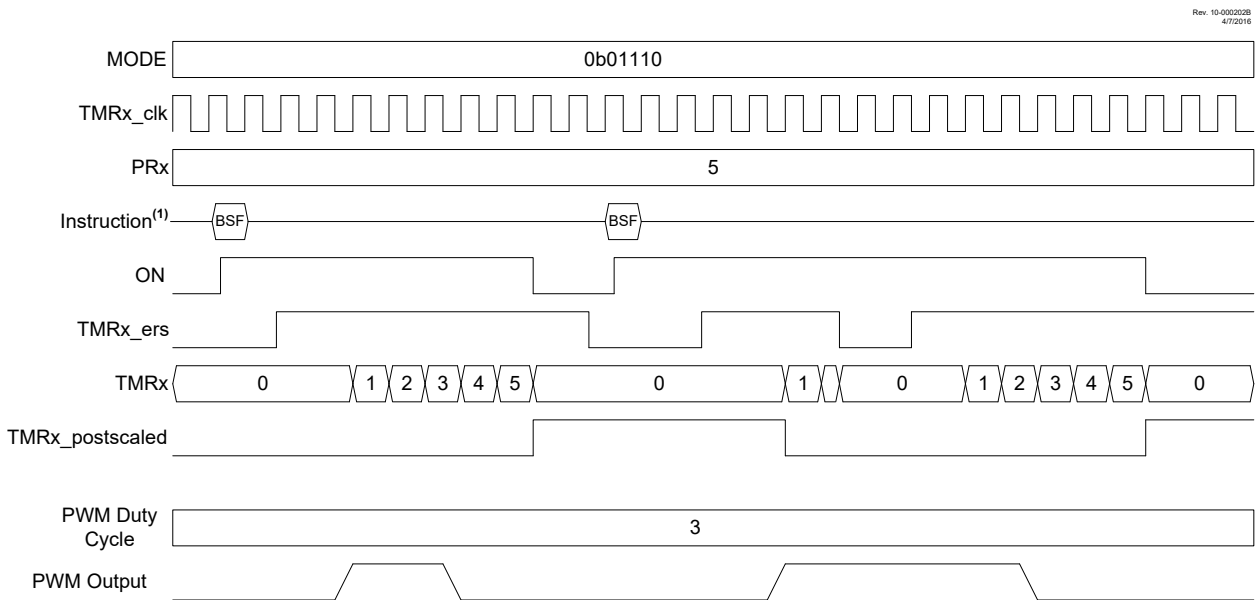 Rev. 10-000202B
4/7/2016
MODE 0b01110
TMRx_clk
PRx 5
Instruction(1) BSF BSF
ON
TMRx_ers
TMRx 0 1 2 3 4 5 0 1 0 1 2 3 4 5 0
TMRx_postscaled
PWM Duty
Cycle 3
PWM Output